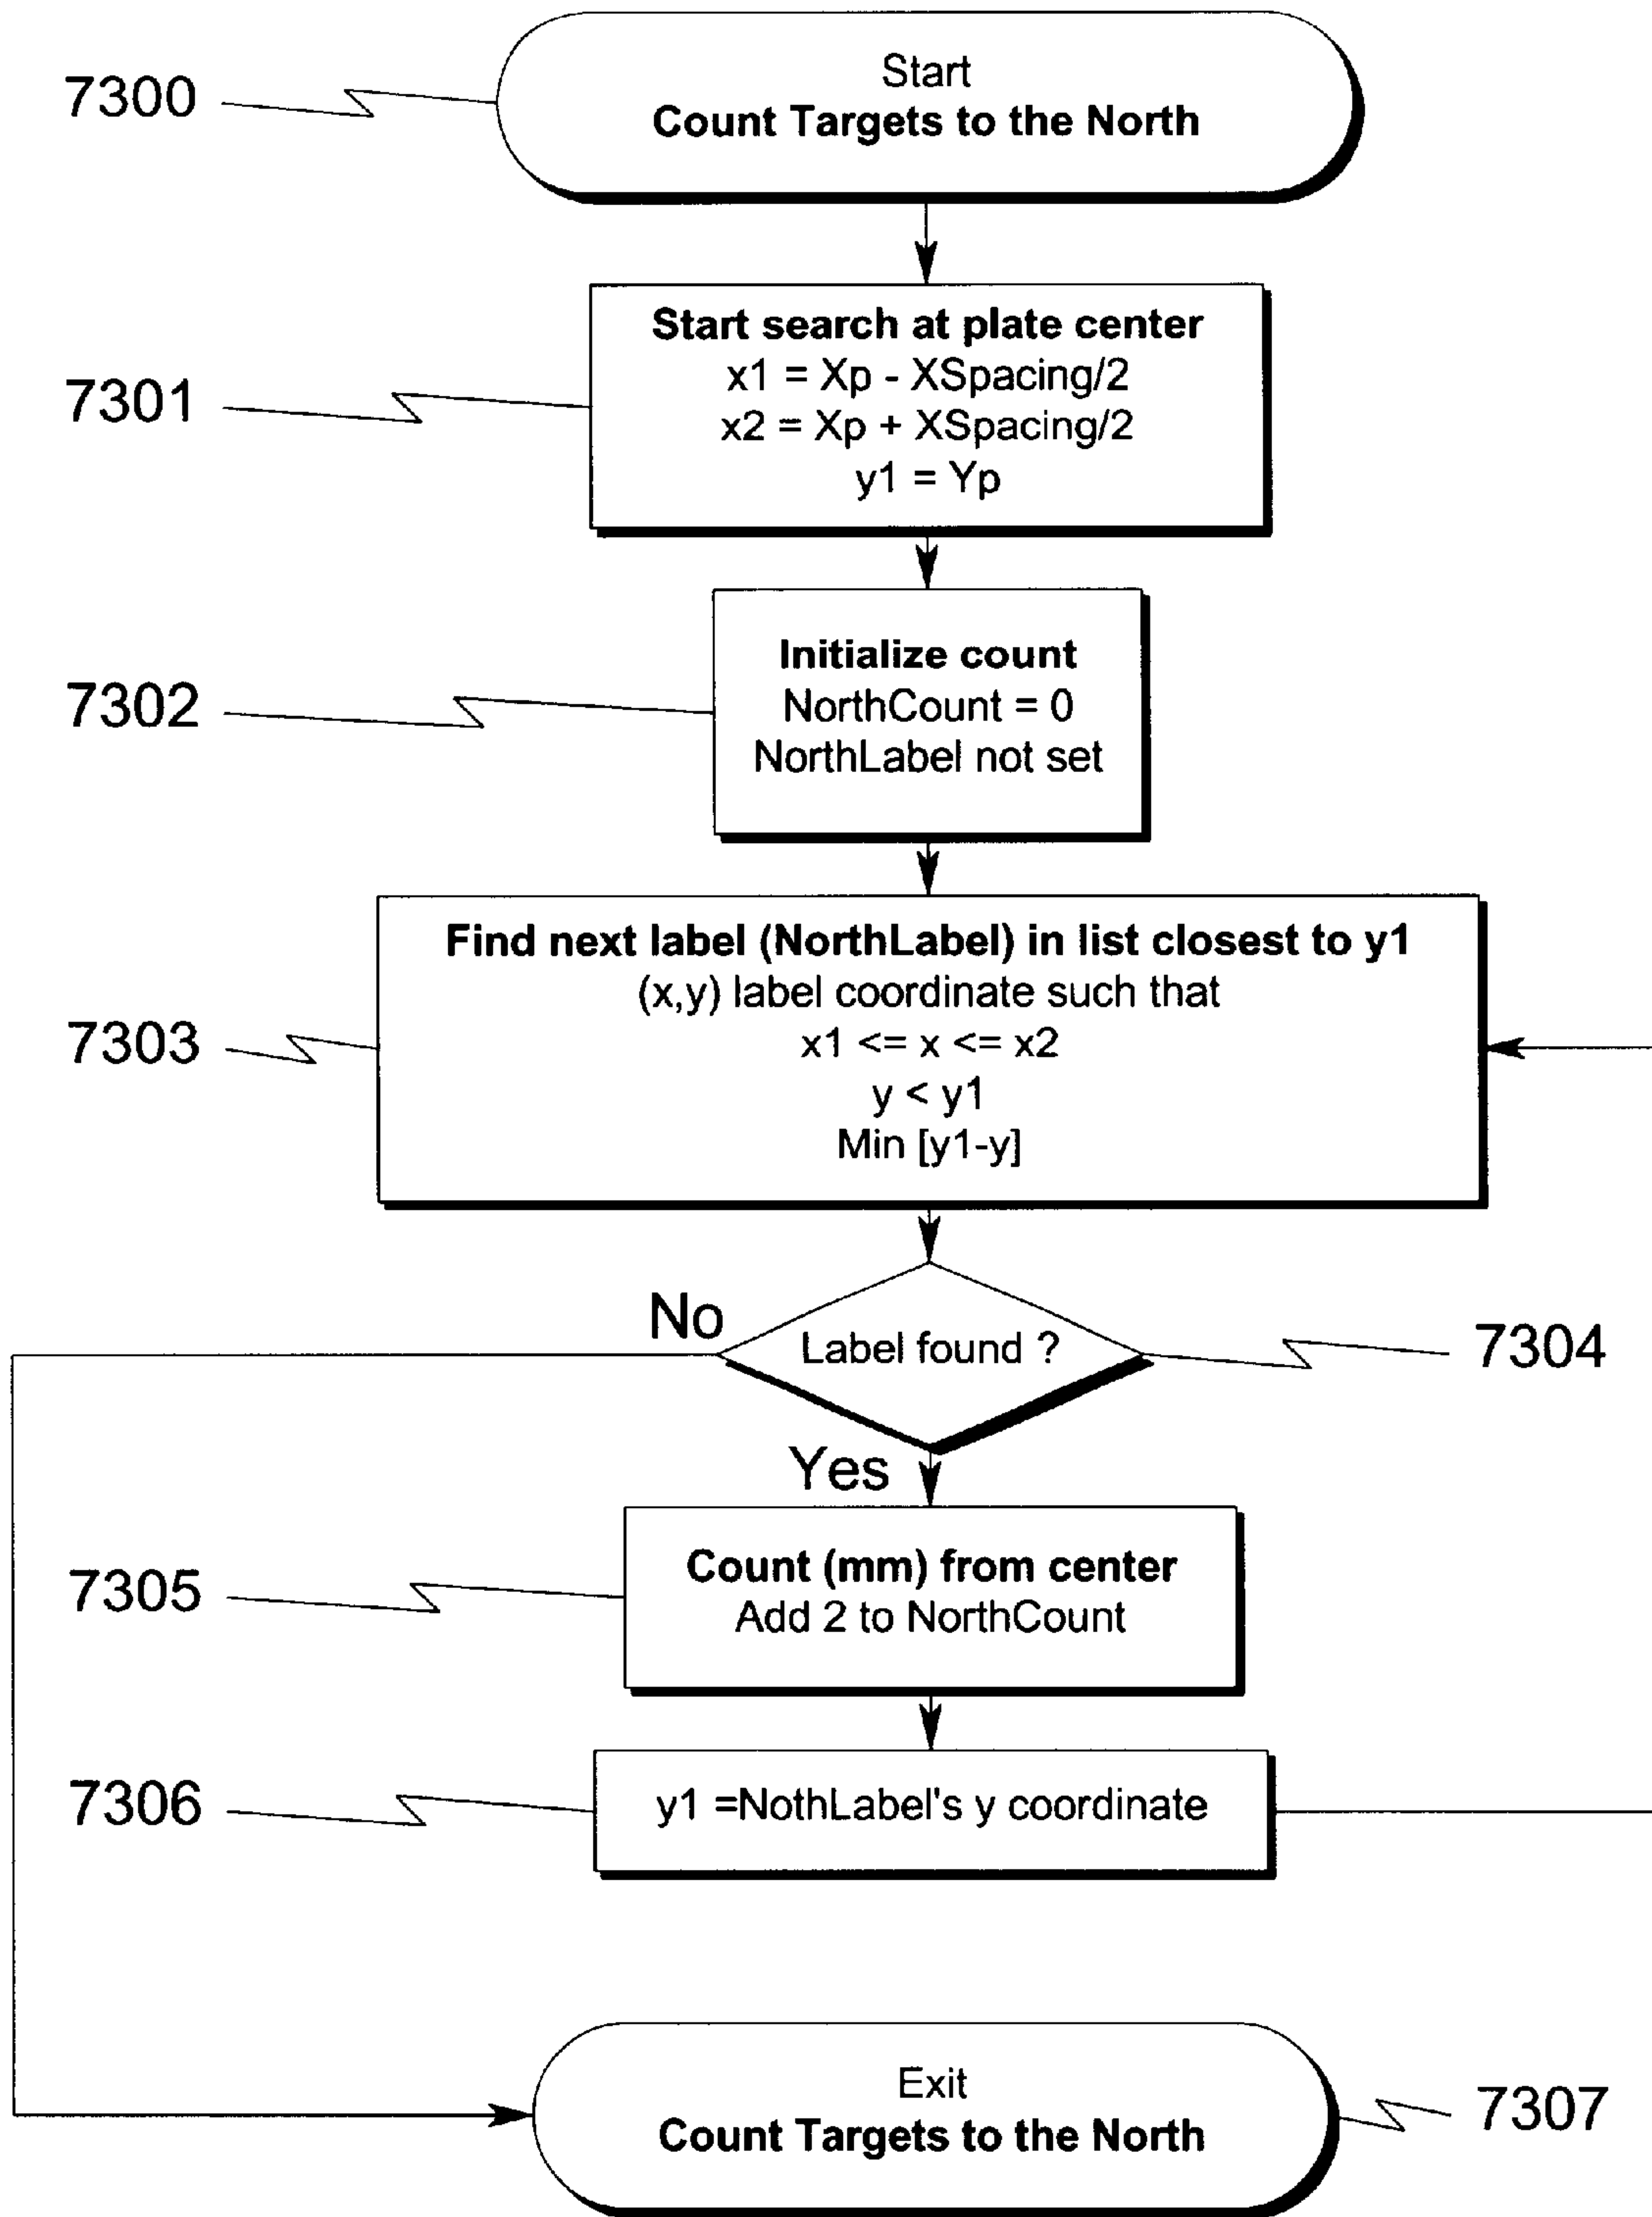 7300
Start
Count Targets to the North
7301
Start search at plate center
x1 = Xp - XSpacing/2
x2 = Xp + XSpacing/2
y1 = Yp
7302
Initialize count
NorthCount = 0
NorthLabel not set
7303
Find next label (NorthLabel) in list closest to y1
(x,y) label coordinate such that
x1 <= x <= x2
y < y1
Min [y1-y]
No
Label found ?
7304
Yes
7305
Count (mm) from center
Add 2 to NorthCount
7306
y1 =NothLabel's y coordinate
Exit
Count Targets to the North
7307